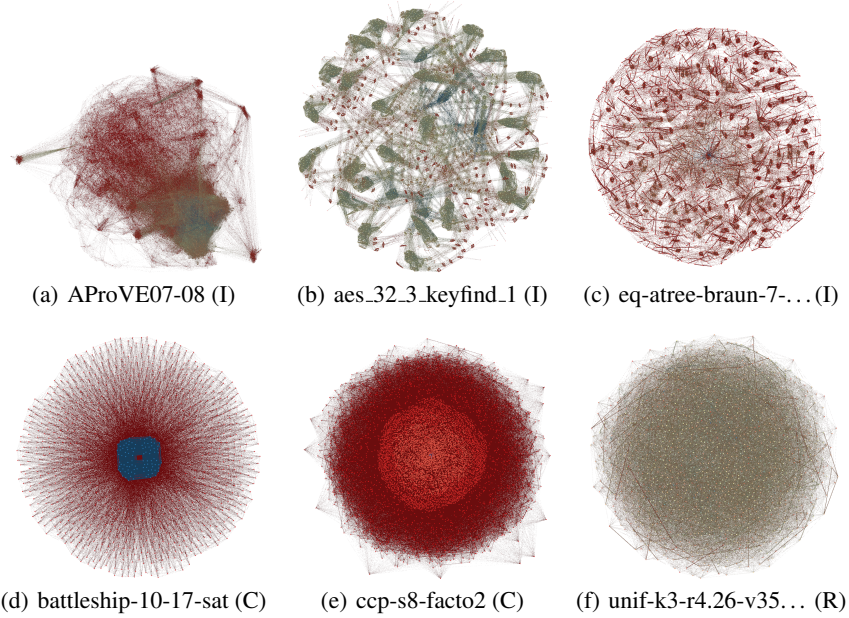 (a) AProVE07-08 (I)
(b) aes_32_3_keyfind_1 (I)
(c) eq-atree-braun-7-... (I)
(d) battleship-10-17-sat (C)
(e) ccp-s8-facto2 (C)
(f) unif-k3-r4.26-v35... (R)